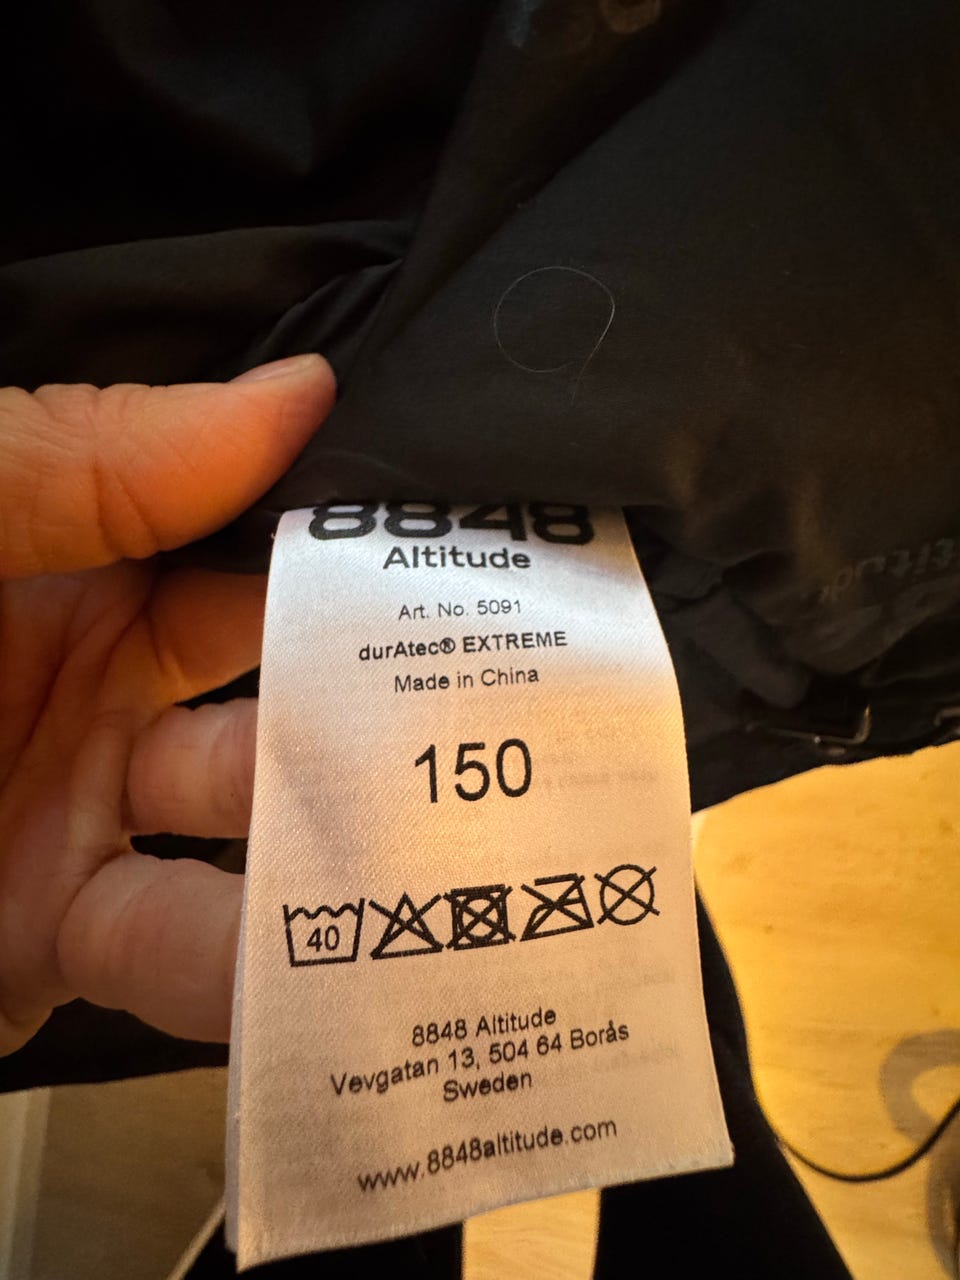 8848
Altitude
Art. No. 5091
durAtec® EXTREME
Made in China
150
40
8848 Altitude
Vevgatan 13, 504 64 Borås
Sweden
www.8848altitude.com